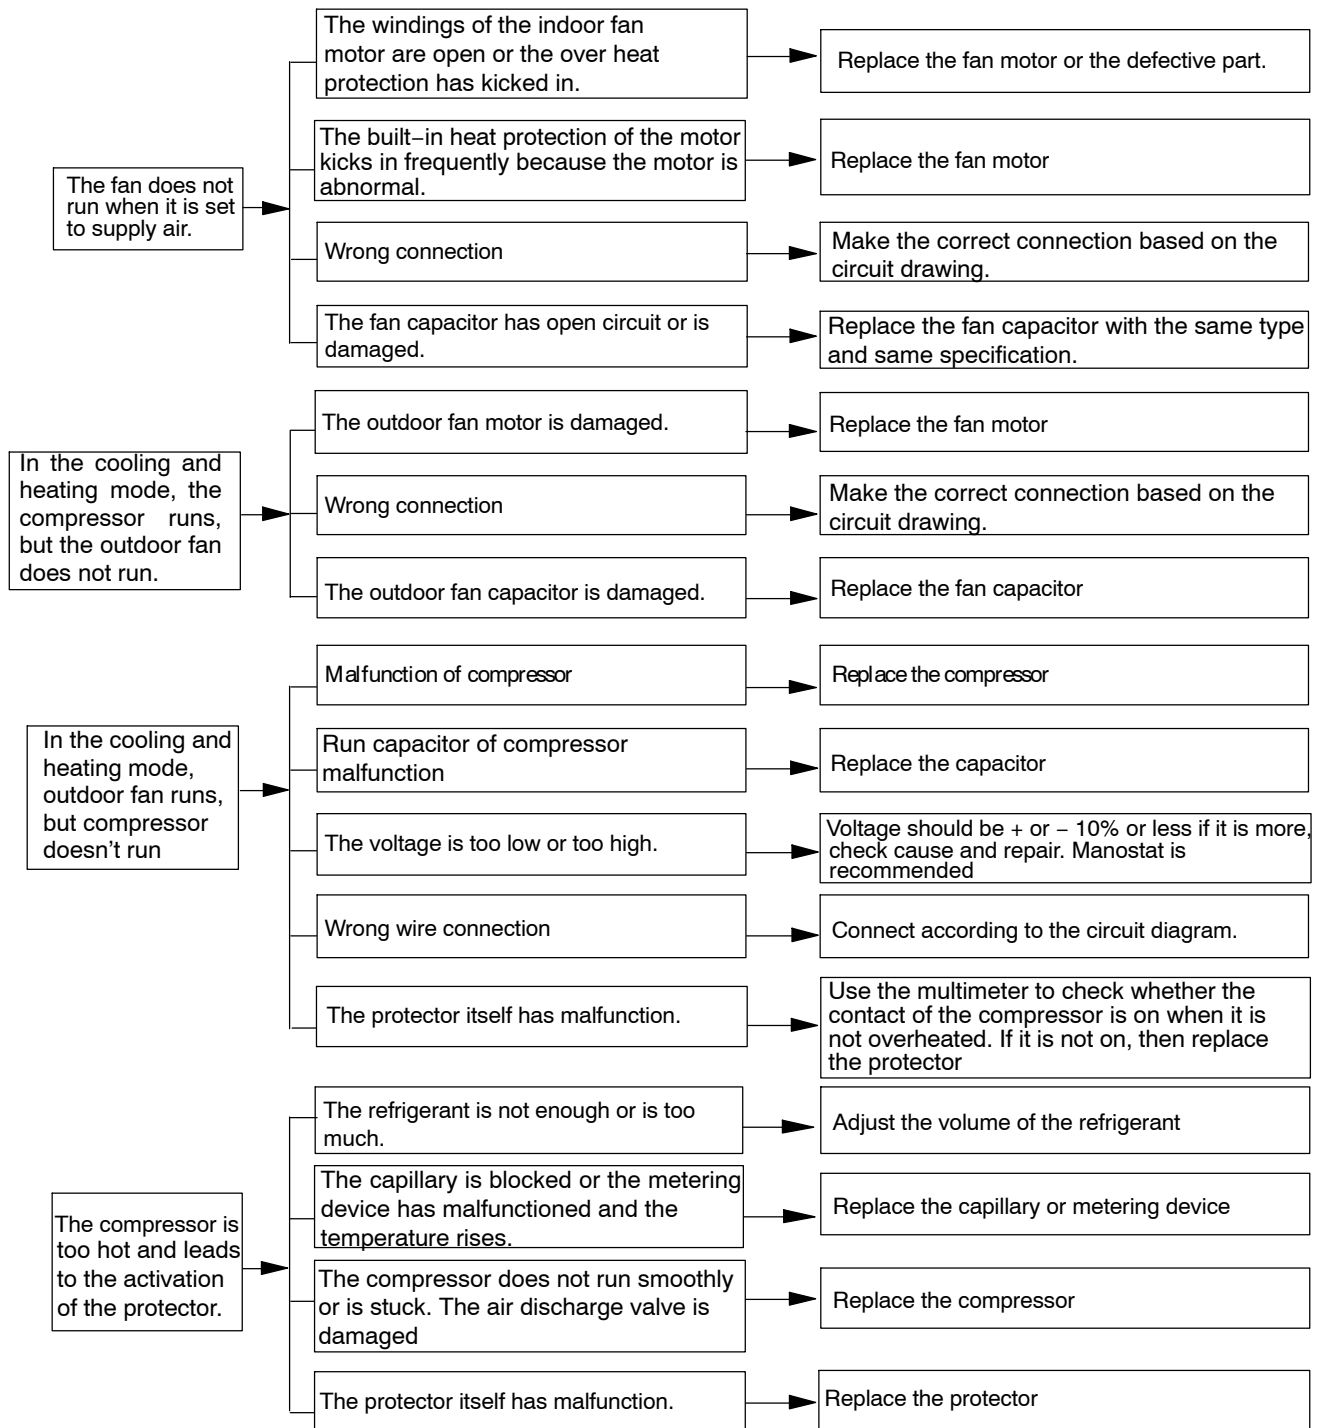 The fan does not
run when it is set
to supply air.
The windings of the indoor fan
motor are open or the over heat
protection has kicked in.
Replace the fan motor or the defective part.
The built−in heat protection of the motor
kicks in frequently because the motor is
abnormal.
Replace the fan motor
Wrong connection
Make the correct connection based on the
circuit drawing.
The fan capacitor has open circuit or is
damaged.
Replace the fan capacitor with the same type
and same specification.
In the cooling and
heating mode, the
compressor runs,
but the outdoor fan
does not run.
The outdoor fan motor is damaged.
Replace the fan motor
Wrong connection
Make the correct connection based on the
circuit drawing.
The outdoor fan capacitor is damaged.
Replace the fan capacitor
In the cooling and
heating mode,
outdoor fan runs,
but compressor
doesn't run
Malfunction of compressor
Replace the compressor
Run capacitor of compressor
malfunction
Replace the capacitor
The voltage is too low or too high.
Voltage should be + or − 10% or less if it is more,
check cause and repair. Manostat is
recommended
Wrong wire connection
Connect according to the circuit diagram.
The protector itself has malfunction.
Use the multimeter to check whether the
contact of the compressor is on when it is
not overheated. If it is not on, then replace
the protector
The compressor is
too hot and leads
to the activation
of the protector.
The refrigerant is not enough or is too
much.
Adjust the volume of the refrigerant
The capillary is blocked or the metering
device has malfunctioned and the
temperature rises.
Replace the capillary or metering device
The compressor does not run smoothly
or is stuck. The air discharge valve is
damaged
Replace the compressor
The protector itself has malfunction.
Replace the protector